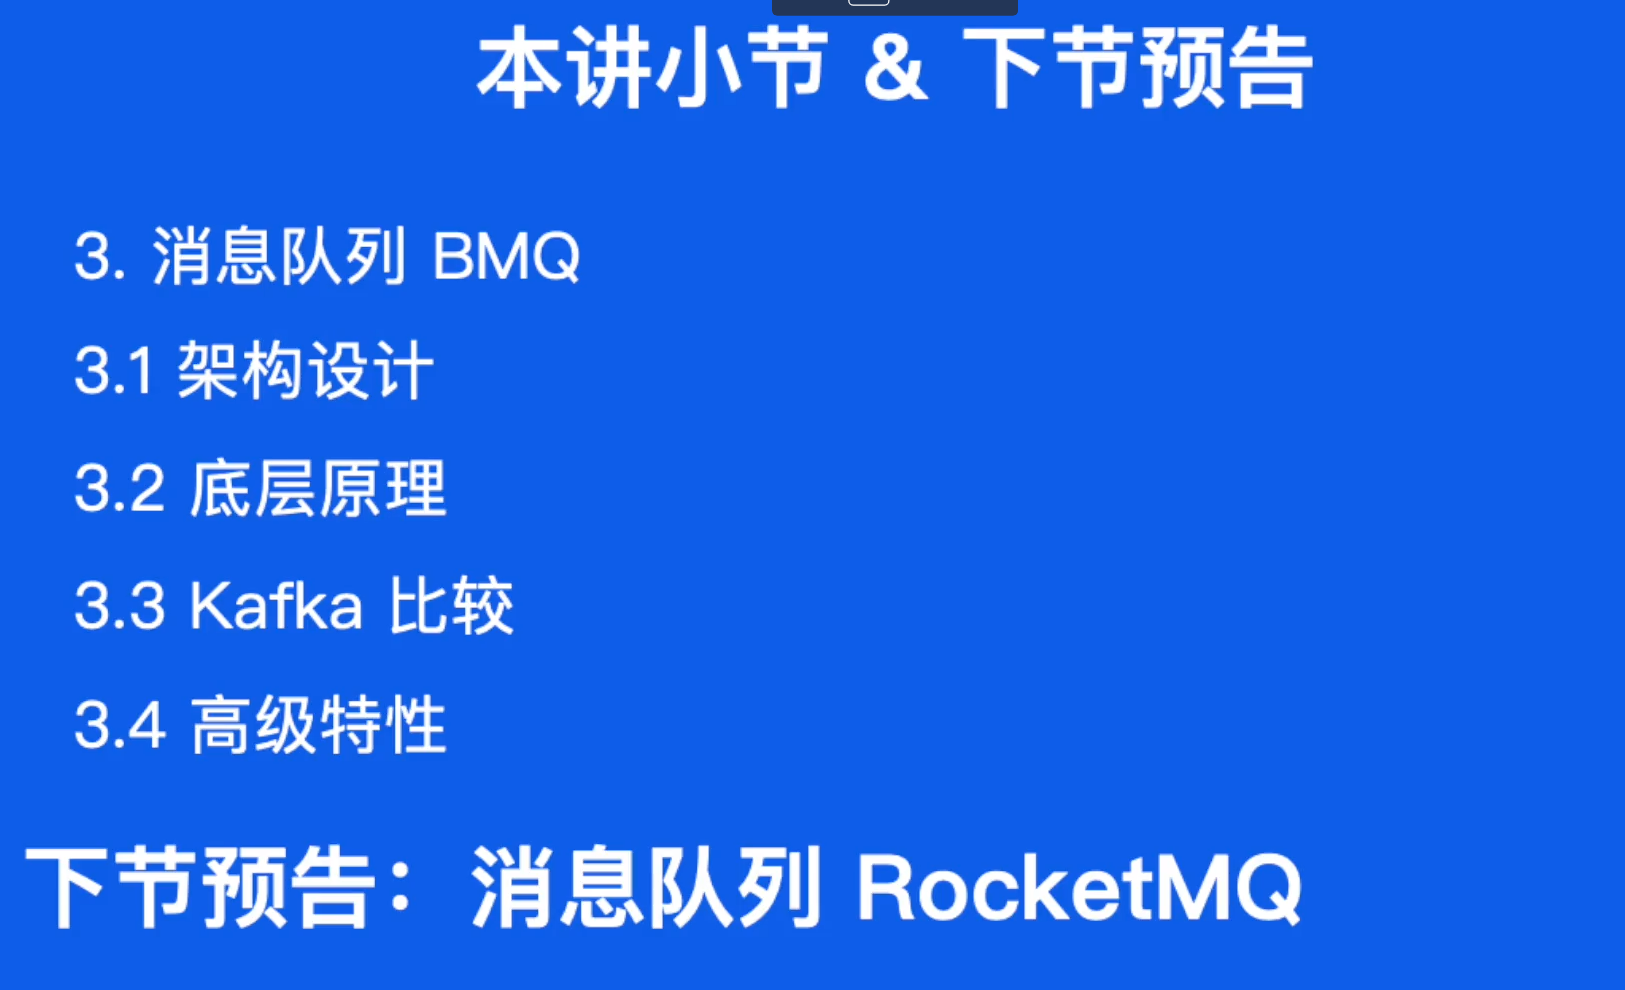 本讲小节 & 下节预告
3. 消息队列 BMQ
3.1 架构设计
3.2 底层原理
3.3 Kafka 比较
3.4 高级特性
下节预告：消息队列 RocketMQ